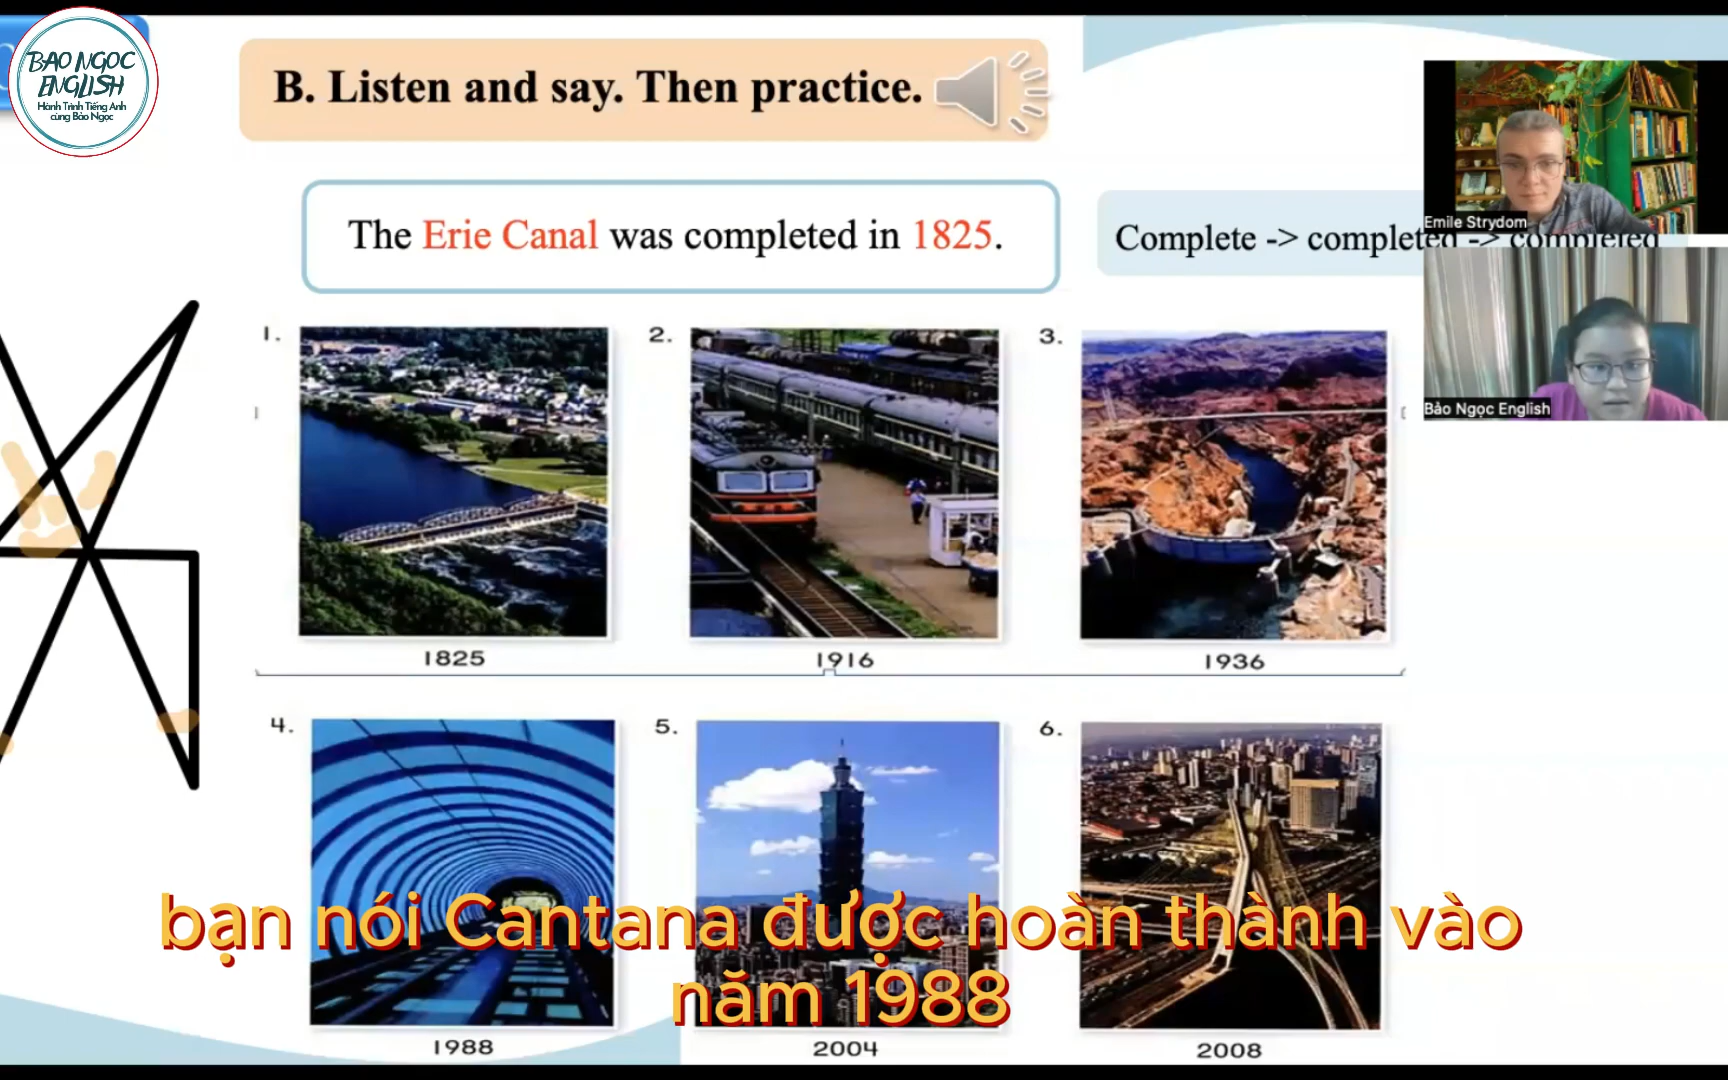 BAO NGOC
ENGLISH
Hành Trình Tiếng Anh
cùng Bảo Ngọc
B. Listen and say. Then practice.
The Erie Canal was completed in 1825.
Complete -> completed -> completed
Emile Strydom
Bảo Ngọc English
1.
2.
3.
1825
1916
1936
4.
5.
6.
bạn nói Cantana được hoàn thành vào
năm 1988
1988
2004
2008